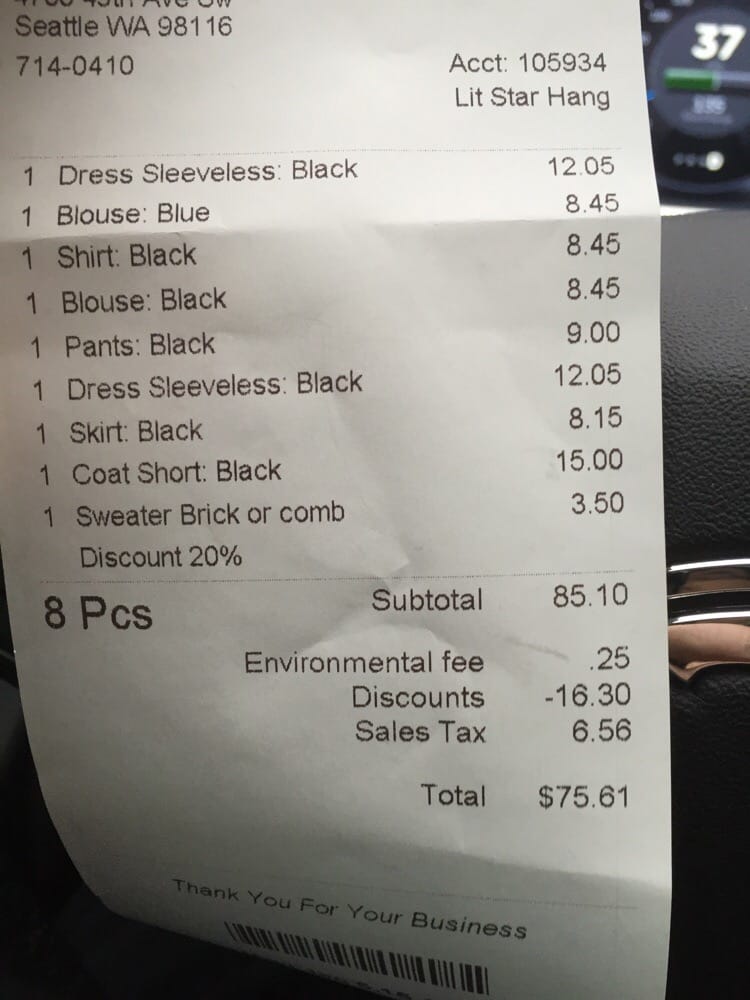 Seattle WA 98116
714-0410 Acct: 105934
Lit Star Hang
1 Dress Sleeveless: Black 12.05
1 Blouse: Blue 8.45
1 Shirt: Black 8.45
1 Blouse: Black 8.45
1 Pants: Black 9.00
1 Dress Sleeveless: Black 12.05
1 Skirt: Black 8.15
1 Coat Short: Black 15.00
1 Sweater Brick or comb 3.50
Discount 20%
8 Pcs Subtotal 85.10
Environmental fee .25
Discounts -16.30
Sales Tax 6.56
Total $75.61
Thank You For Your Business
37